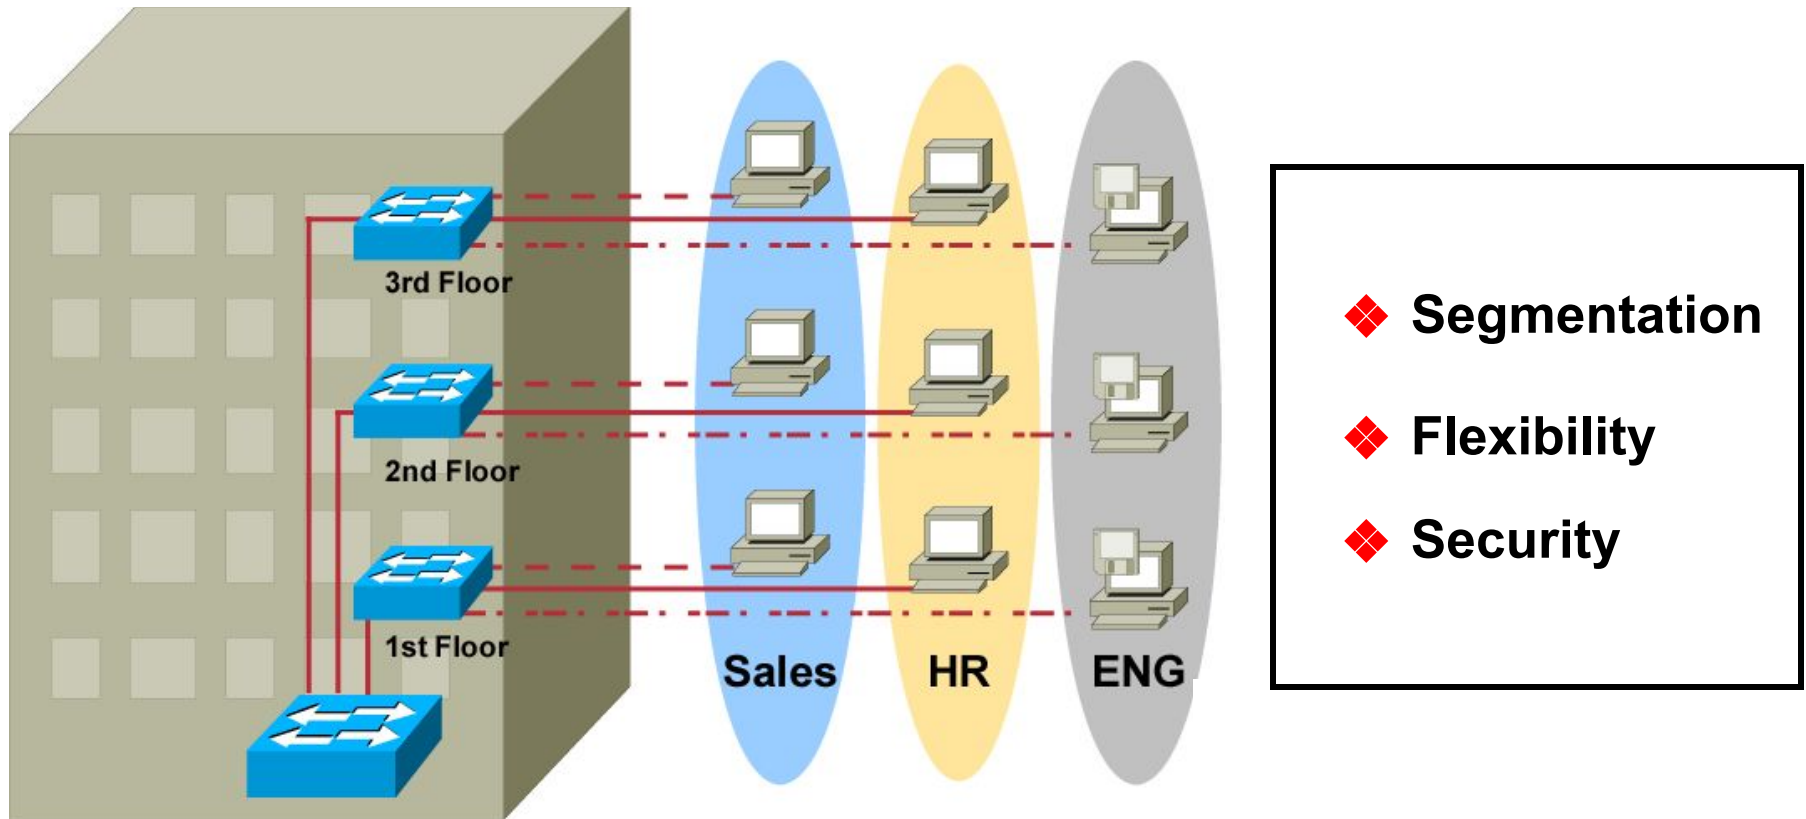 3rd Floor
2nd Floor
1st Floor
Sales
HR
ENG
Segmentation
Flexibility
Security